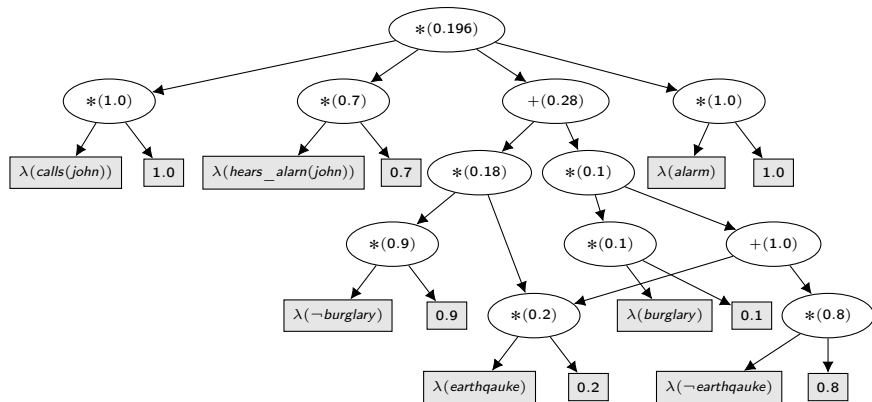 *(0.196)
*(1.0) *(0.7) +(0.28) *(1.0)
λ(calls(john)) 1.0 λ(hears_alarn(john)) 0.7 *(0.18) *(0.1) λ(alarm) 1.0
*(0.9) *(0.1) +(1.0)
λ(¬burglary) 0.9 *(0.2) λ(burglary) 0.1 *(0.8)
λ(earthqauke) 0.2 λ(¬earthqauke) 0.8